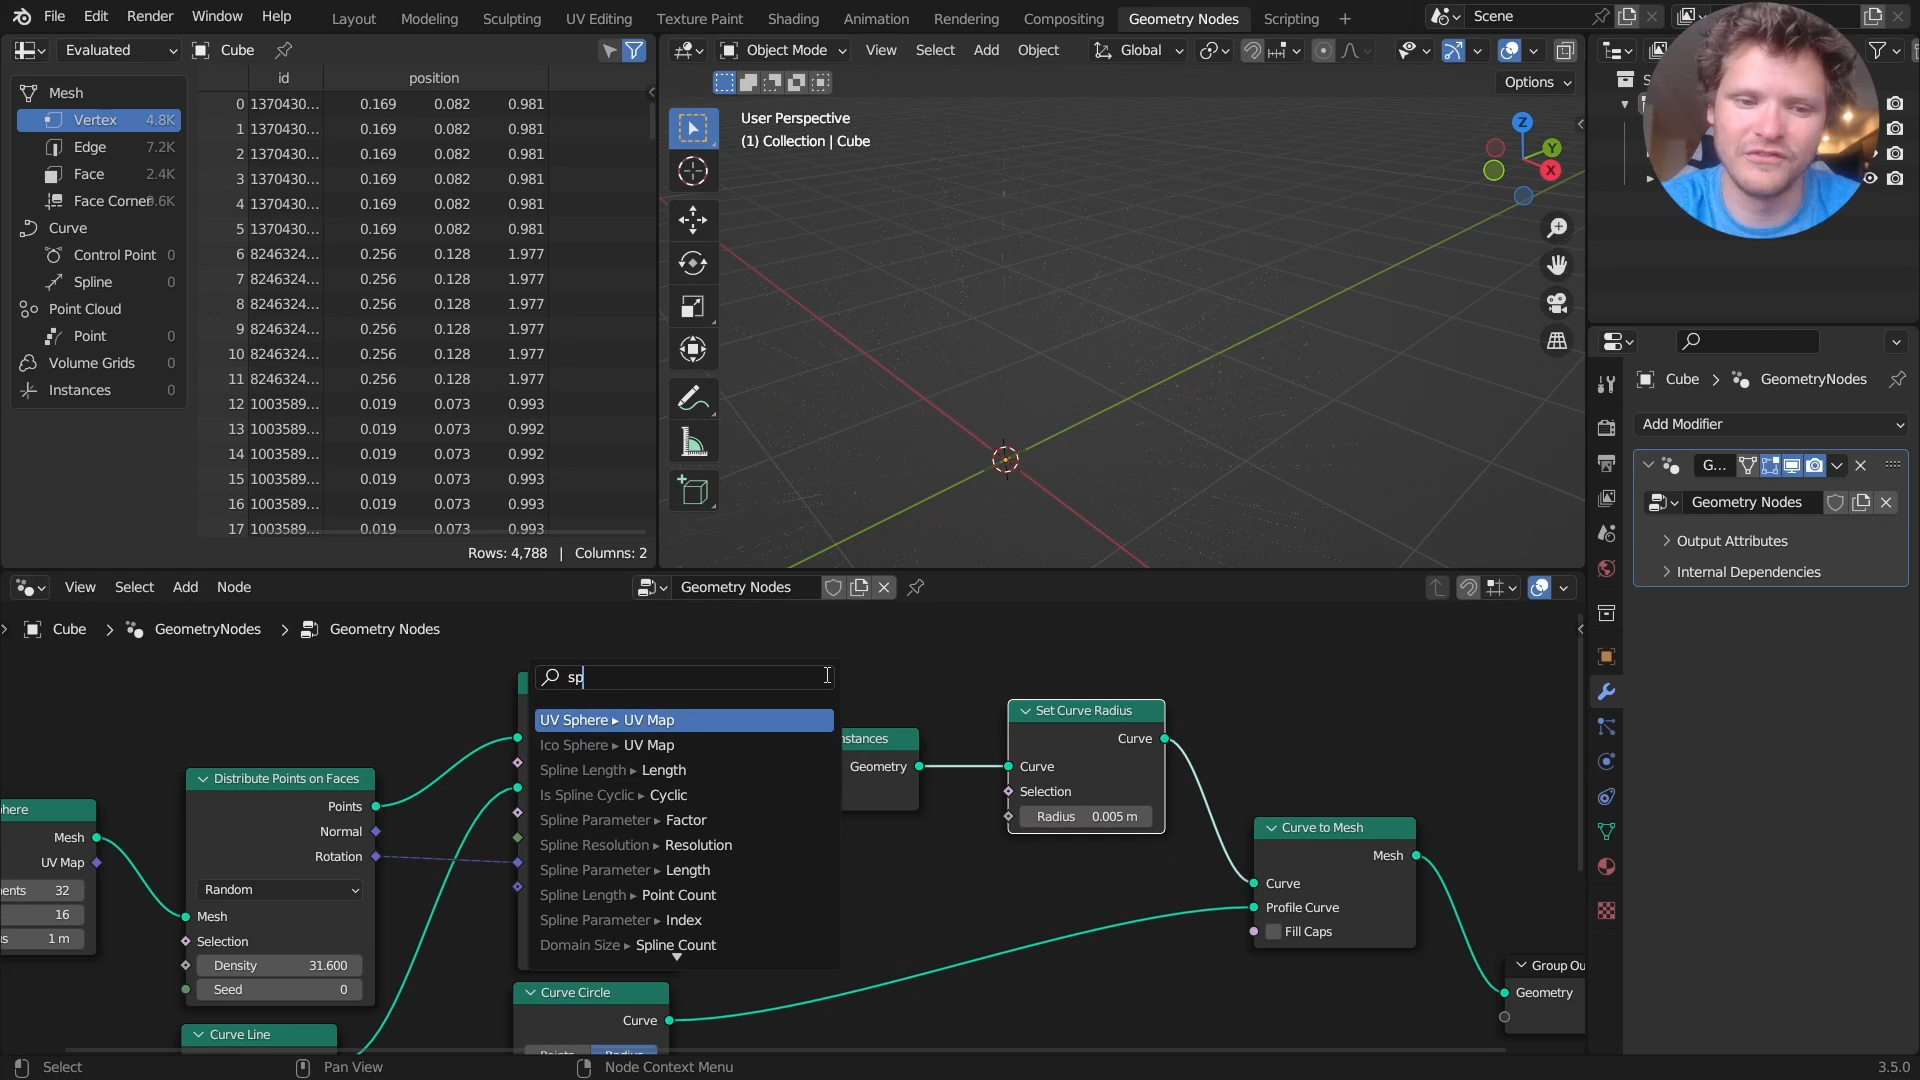 File Edit Render Window Help
Layout Modeling Sculpting UV Editing Texture Paint Shading Animation Rendering Compositing Geometry Nodes Scripting +
Scene
Evaluated Cube
Object Mode View Select Add Object Global
Options
id position
Mesh
Vertex 4.8K
Edge 7.2K
Face 2.4K
Face Corner
Curve
Control Point 0
Spline 0
Point Cloud
Point 0
Volume Grids 0
Instances 0
0 1370430... 0.169 0.082 0.981
1 1370430... 0.169 0.082 0.981
2 1370430... 0.169 0.082 0.981
3 1370430... 0.169 0.082 0.981
4 1370430... 0.169 0.082 0.981
5 1370430... 0.169 0.082 0.981
6 8246324... 0.256 0.128 1.977
7 8246324... 0.256 0.128 1.977
8 8246324... 0.256 0.128 1.977
9 8246324... 0.256 0.128 1.977
10 8246324... 0.256 0.128 1.977
11 8246324... 0.256 0.128 1.977
12 1003589... 0.019 0.073 0.993
13 1003589... 0.019 0.073 0.992
14 1003589... 0.019 0.073 0.992
15 1003589... 0.019 0.073 0.993
16 1003589... 0.019 0.073 0.993
17 1003589... 0.019 0.073 0.993
Rows: 4,788 | Columns: 2
User Perspective
(1) Collection | Cube
Z
Y
X
Cube > GeometryNodes
Add Modifier
G...
Geometry Nodes
Output Attributes
Internal Dependencies
View Select Add Node
Geometry Nodes
Cube > GeometryNodes > Geometry Nodes
here
Mesh
UV Map
ents 32
16
s 1 m
Distribute Points on Faces
Points
Normal
Rotation
Random
Mesh
Selection
Density 31.600
Seed 0
Curve Line
sp
UV Sphere ▸ UV Map
Ico Sphere ▸ UV Map
Spline Length ▸ Length
Is Spline Cyclic ▸ Cyclic
Spline Parameter ▸ Factor
Spline Resolution ▸ Resolution
Spline Parameter ▸ Length
Spline Length ▸ Point Count
Spline Parameter ▸ Index
Domain Size ▸ Spline Count
Curve Circle
Curve
Points Radius
nstances
Geometry
Set Curve Radius
Curve
Curve
Selection
Radius 0.005 m
Curve to Mesh
Mesh
Curve
Profile Curve
Fill Caps
Group Ou
Geometry
Select Pan View Node Context Menu 3.5.0